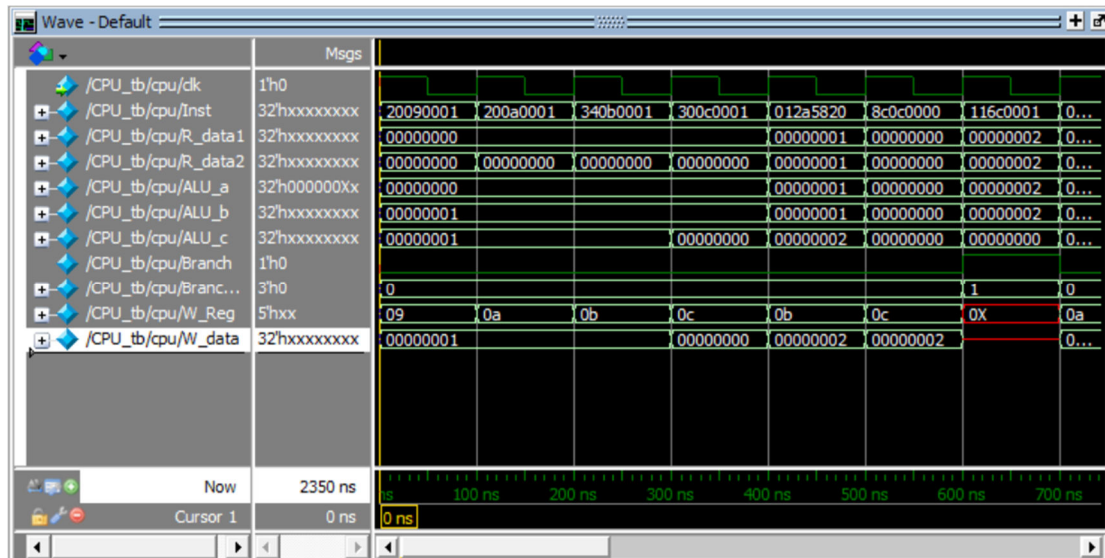 Wave - Default
Msgs
/CPU_tb/cpu/clk 1'h0
/CPU_tb/cpu/Inst 32'hxxxxxxxx 20090001 200a0001 340b0001 300c0001 012a5820 8c0c0000 116c0001 0...
/CPU_tb/cpu/R_data1 32'hxxxxxxxx 00000000 00000001 00000000 00000002 0...
/CPU_tb/cpu/R_data2 32'hxxxxxxxx 00000000 00000000 00000000 00000000 00000001 00000000 00000002 0...
/CPU_tb/cpu/ALU_a 32'h000000Xx 00000000 00000001 00000000 00000002 0...
/CPU_tb/cpu/ALU_b 32'hxxxxxxxx 00000001 00000001 00000000 00000002 0...
/CPU_tb/cpu/ALU_c 32'hxxxxxxxx 00000001 00000000 00000002 00000000 00000000 0...
/CPU_tb/cpu/Branch 1'h0
/CPU_tb/cpu/Branc... 3'h0 0 1 0
/CPU_tb/cpu/W_Reg 5'hxx 09 0a 0b 0c 0b 0c 0X 0a
/CPU_tb/cpu/W_data 32'hxxxxxxxx 00000001 00000000 00000002 00000002 0...
Now 2350 ns ns 100 ns 200 ns 300 ns 400 ns 500 ns 600 ns 700 ns
Cursor 1 0 ns 0 ns